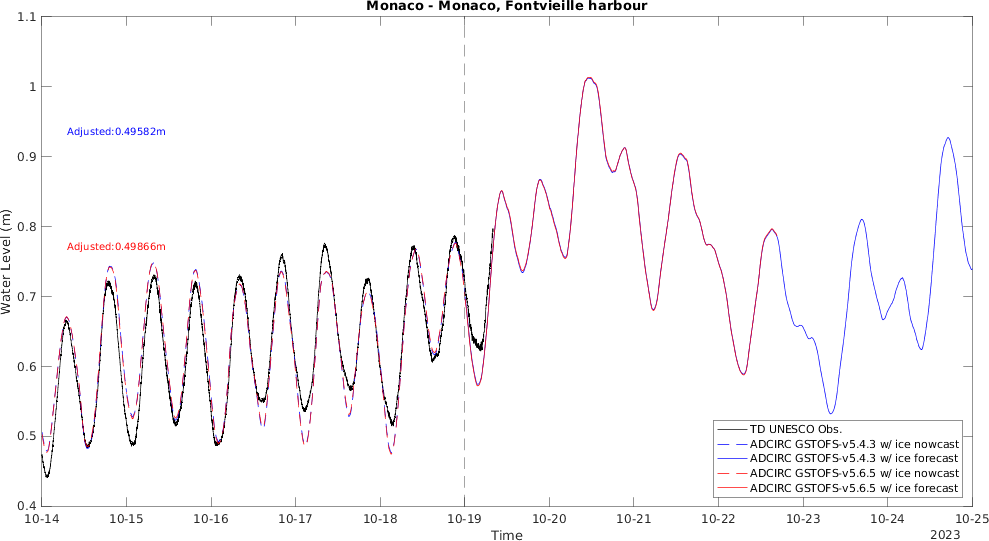 Monaco - Monaco, Fontvieille harbour
1.1
1
0.9
0.8
0.7
0.6
0.5
0.4
Water Level (m)
Adjusted:0.49582m
Adjusted:0.49866m
TD UNESCO Obs.
ADCIRC GSTOFS-v5.4.3 w/ ice nowcast
ADCIRC GSTOFS-v5.4.3 w/ ice forecast
ADCIRC GSTOFS-v5.6.5 w/ ice nowcast
ADCIRC GSTOFS-v5.6.5 w/ ice forecast
10-14 10-15 10-16 10-17 10-18 10-19 10-20 10-21 10-22 10-23 10-24 10-25
Time
2023